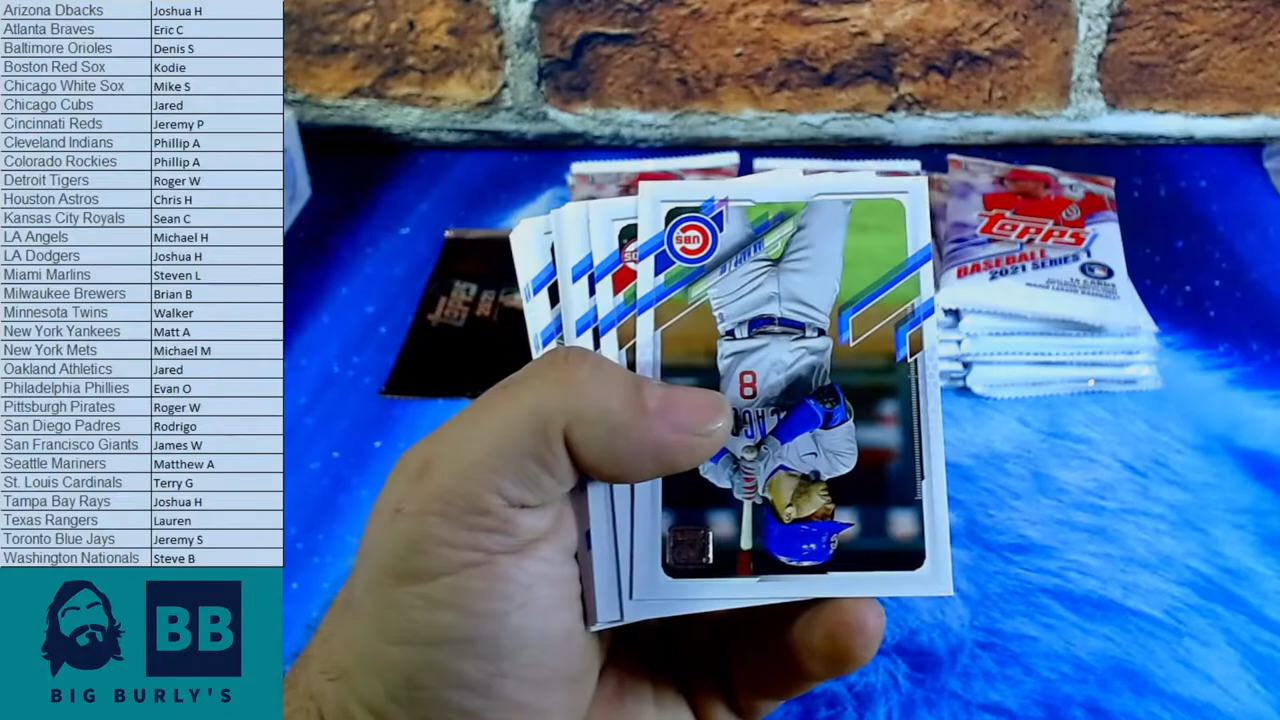 Arizona Dbacks Joshua H
Atlanta Braves Eric C
Baltimore Orioles Denis S
Boston Red Sox Kodie
Chicago White Sox Mike S
Chicago Cubs Jared
Cincinnati Reds Jeremy P
Cleveland Indians Phillip A
Colorado Rockies Phillip A
Detroit Tigers Roger W
Houston Astros Chris H
Kansas City Royals Sean C
LA Angels Michael H
LA Dodgers Joshua H
Miami Marlins Steven L
Milwaukee Brewers Brian B
Minnesota Twins Walker
New York Yankees Matt A
New York Mets Michael M
Oakland Athletics Jared
Philadelphia Phillies Evan O
Pittsburgh Pirates Roger W
San Diego Padres Rodrigo
San Francisco Giants James W
Seattle Mariners Matthew A
St. Louis Cardinals Terry G
Tampa Bay Rays Joshua H
Texas Rangers Lauren
Toronto Blue Jays Jeremy S
Washington Nationals Steve B
BB
BIG BURLY'S
CUBS
8
Topps
BASEBALL
2021 SERIES 1
14 CARDS